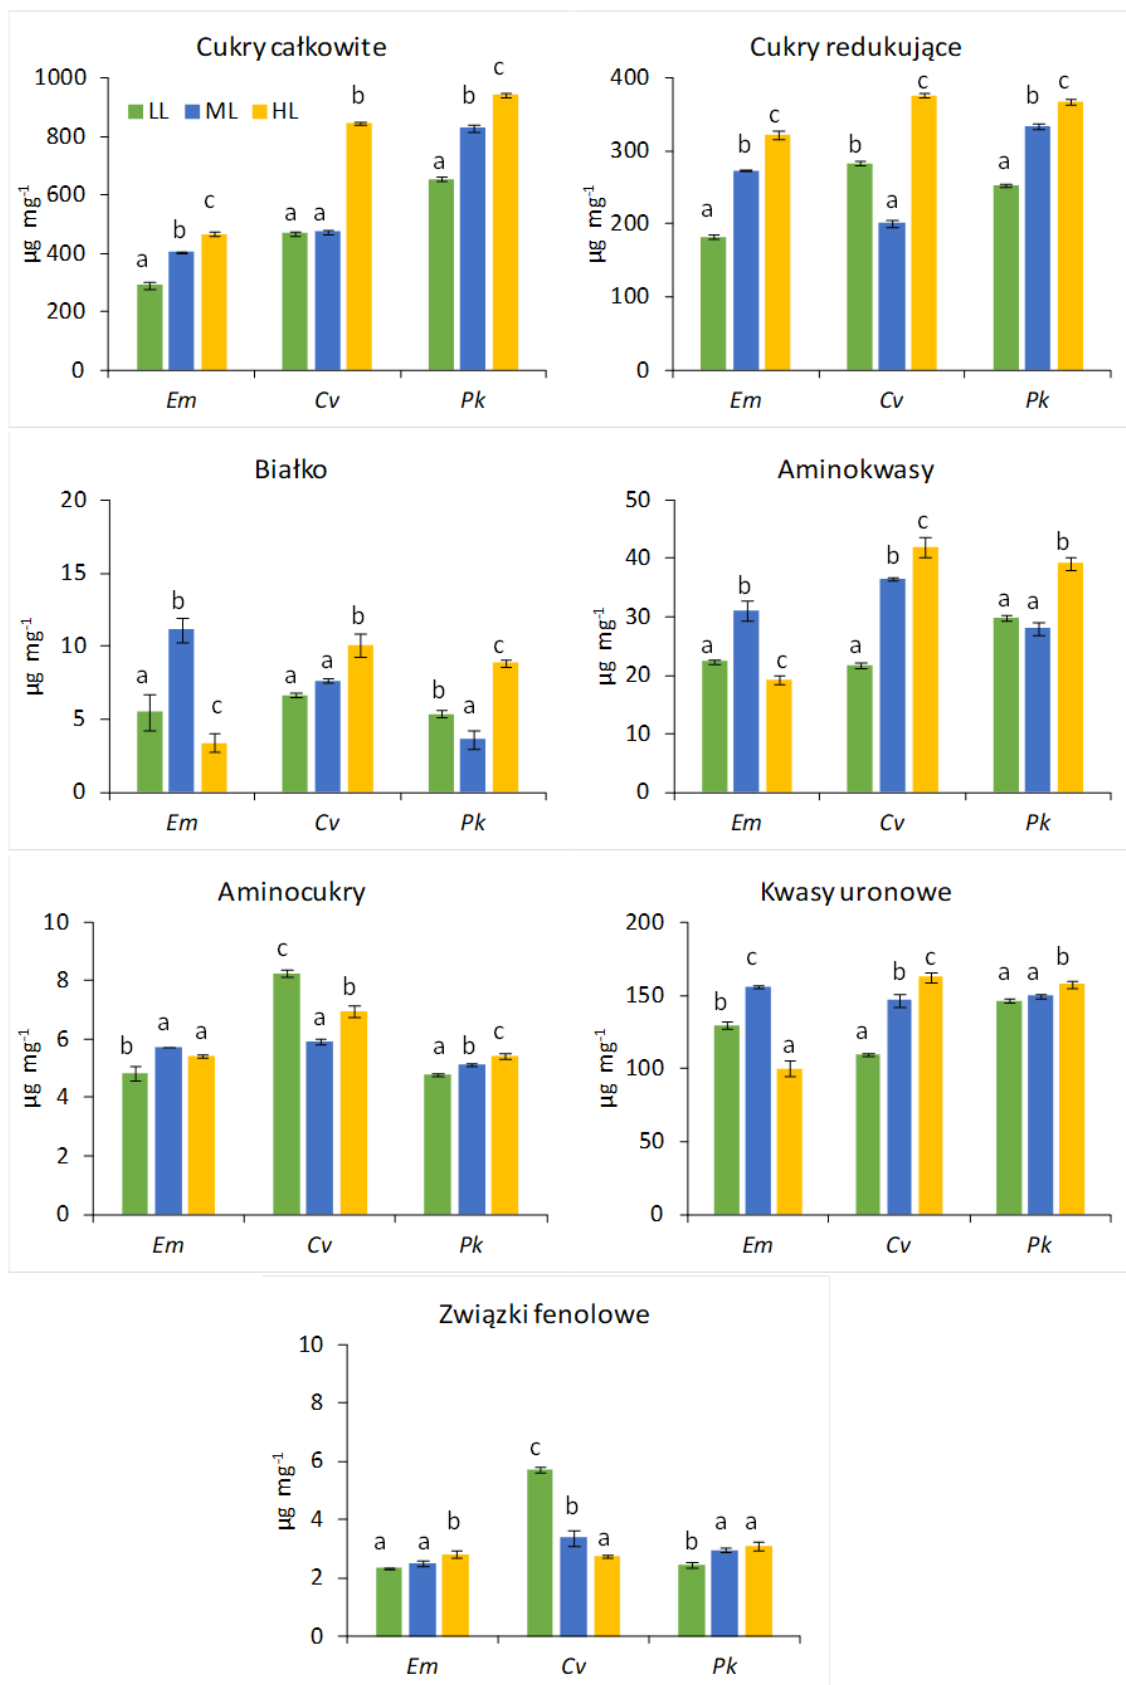 Cukry całkowite
1000
800
600
400
200
0
µg mg⁻¹
LL ML HL
a b c
a a b
a b c
Em Cv Pk
Cukry redukujące
400
300
200
100
0
µg mg⁻¹
a b c
b a c
a b c
Em Cv Pk
Białko
20
15
10
5
0
µg mg⁻¹
a b c
a a b
b a c
Em Cv Pk
Aminokwasy
50
40
30
20
10
0
µg mg⁻¹
a b c
a b c
a a b
Em Cv Pk
Aminocukry
10
8
6
4
2
0
µg mg⁻¹
b a a
c a b
a b c
Em Cv Pk
Kwasy uronowe
200
150
100
50
0
µg mg⁻¹
b c a
a b c
a a b
Em Cv Pk
Związki fenolowe
10
8
6
4
2
0
µg mg⁻¹
a a b
c b a
b a a
Em Cv Pk